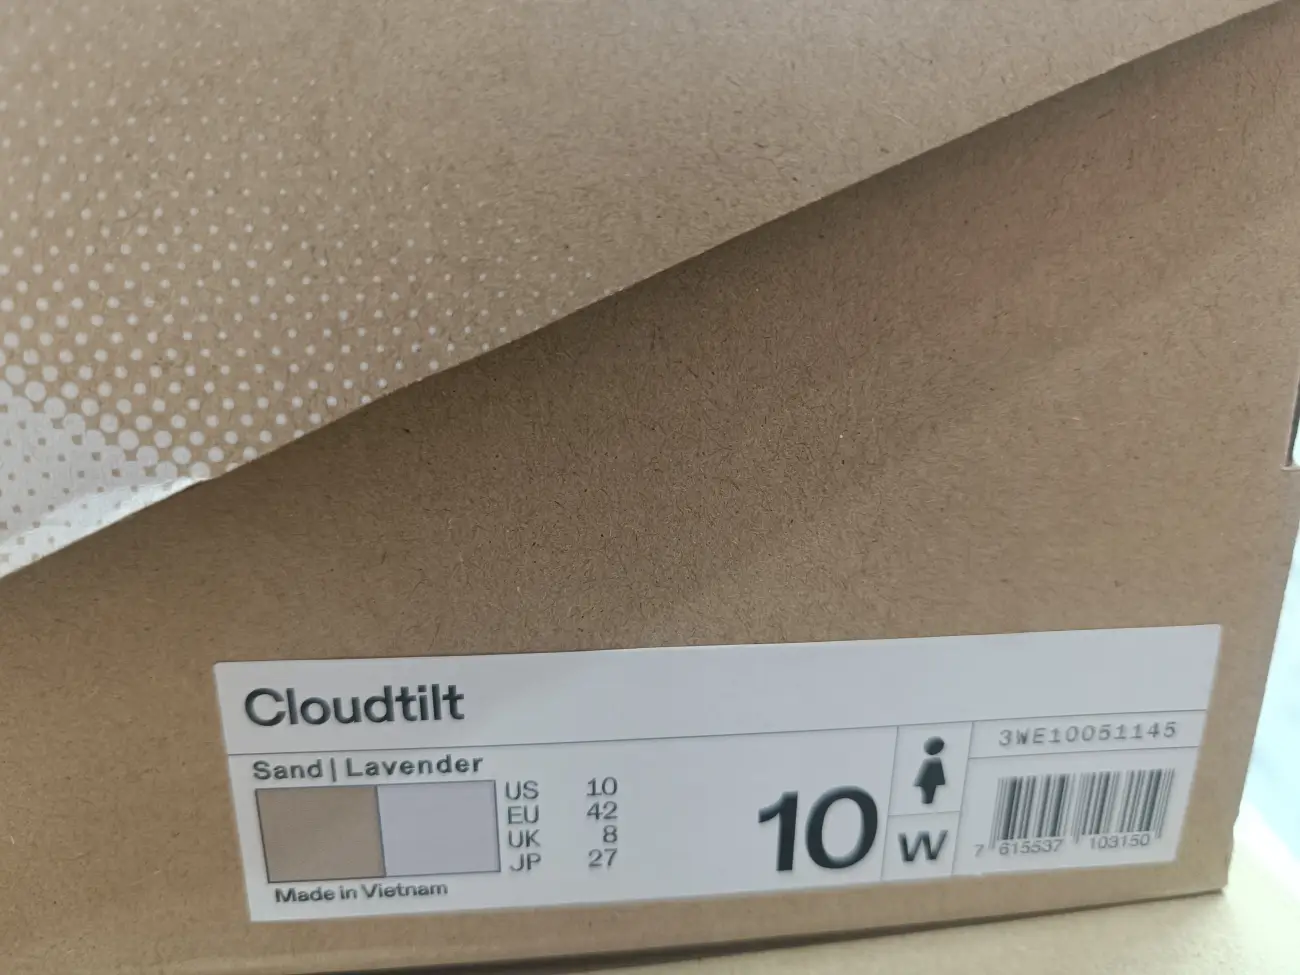 Cloudtilt
Sand | Lavender
US 10
EU 42
UK 8
JP 27
Made in Vietnam
10
W
3WE10051145
7 615537 103150